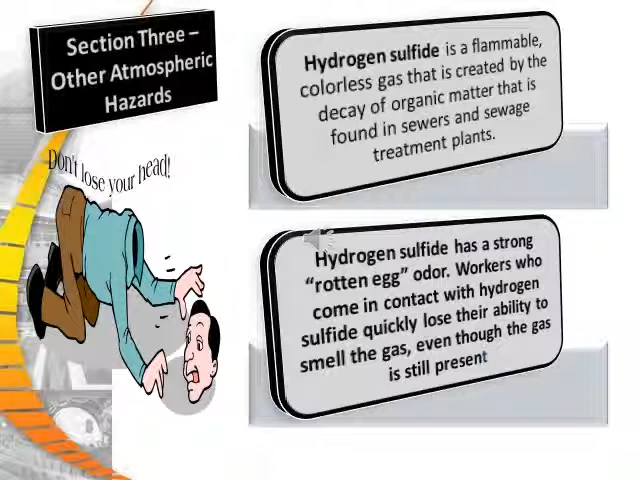 Section Three –
Other Atmospheric
Hazards
Don't lose your head!
Hydrogen sulfide is a flammable,
colorless gas that is created by the
decay of organic matter that is
found in sewers and sewage
treatment plants.
Hydrogen sulfide has a strong
“rotten egg” odor. Workers who
come in contact with hydrogen
sulfide quickly lose their ability to
smell the gas, even though the gas
is still present